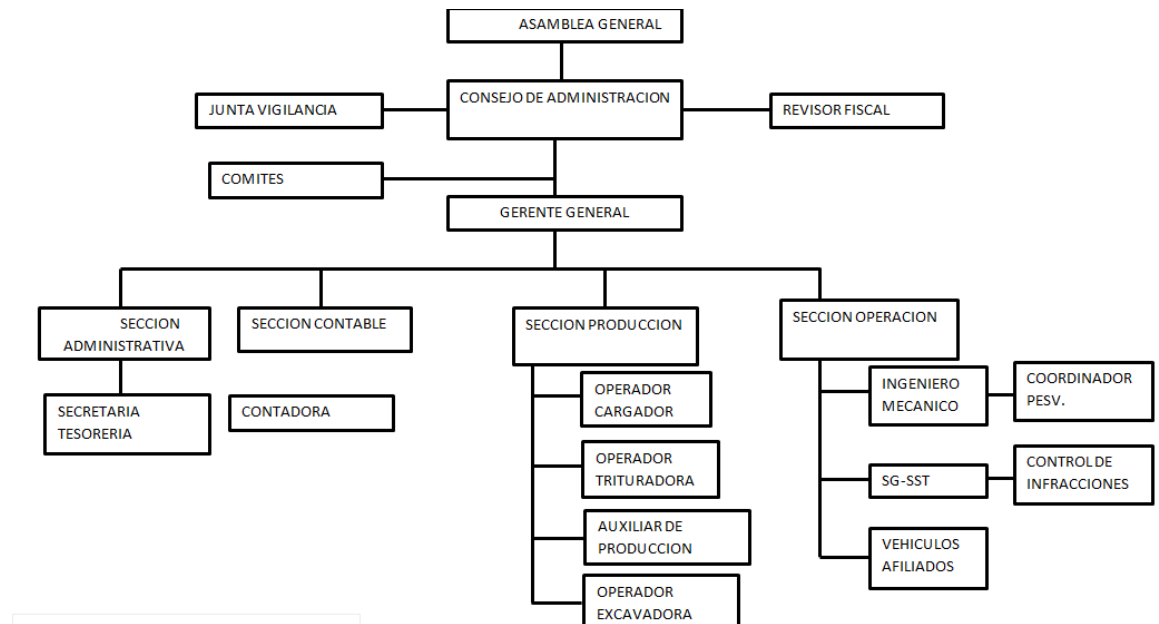 ASAMBLEA GENERAL
CONSEJO DE ADMINISTRACION
JUNTA VIGILANCIA
REVISOR FISCAL
COMITES
GERENTE GENERAL
SECCION
ADMINISTRATIVA
SECCION CONTABLE
SECCION PRODUCCION
SECCION OPERACION
SECRETARIA
TESORERIA
CONTADORA
OPERADOR
CARGADOR
OPERADOR
TRITURADORA
AUXILIAR DE
PRODUCCION
OPERADOR
EXCAVADORA
INGENIERO
MECANICO
COORDINADOR
PESV.
SG-SST
CONTROL DE
INFRACCIONES
VEHICULOS
AFILIADOS